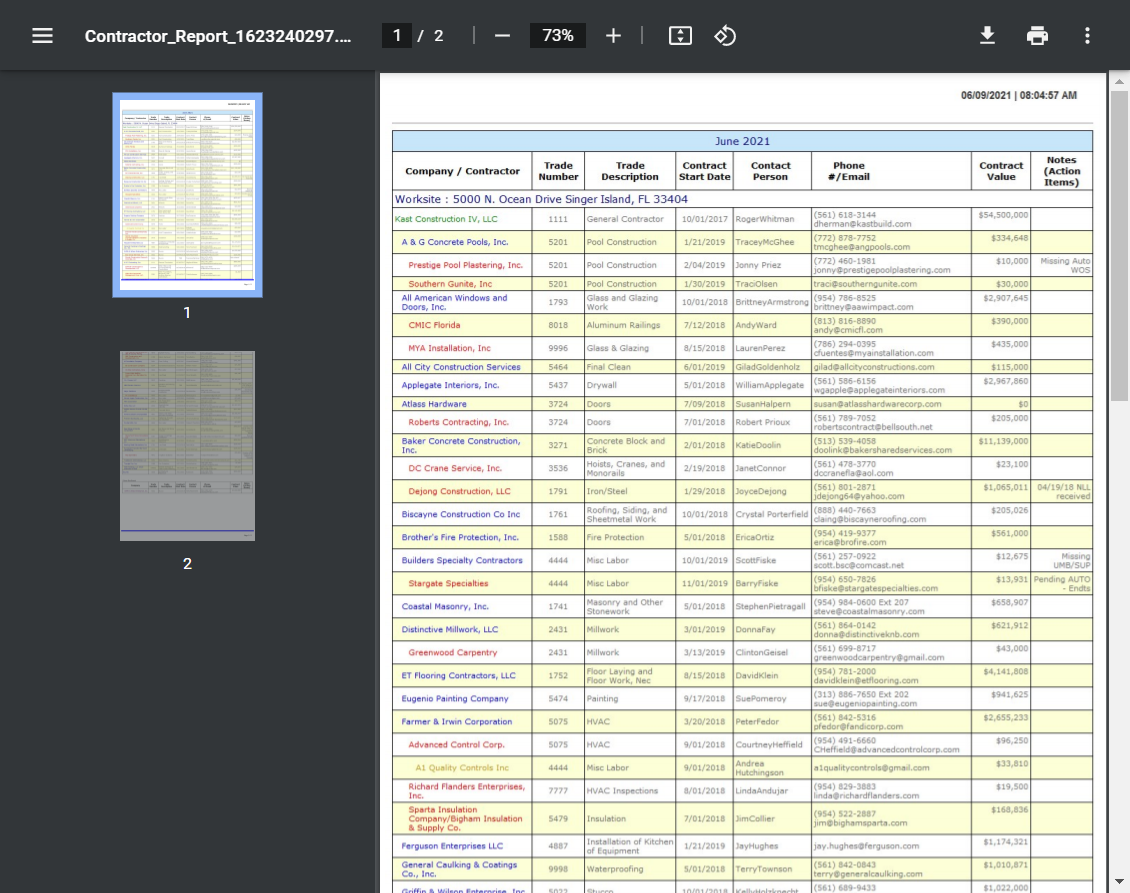 Contractor_Report_1623240297....
1 / 2
73%
06/09/2021 | 08:04:57 AM
June 2021
Company / Contractor Trade Number Trade Description Contract Start Date Contact Person Phone #/Email Contract Value Notes (Action Items)
Worksite : 5000 N. Ocean Drive Singer Island, FL 33404
Kast Construction IV, LLC 1111 General Contractor 10/01/2017 RogerWhitman (561) 618-3144 dherman@kastbuild.com $54,500,000
A & G Concrete Pools, Inc. 5201 Pool Construction 1/21/2019 TraceyMcGhee (772) 878-7752 tmcghee@angpools.com $334,648
Prestige Pool Plastering, Inc. 5201 Pool Construction 2/04/2019 Jonny Priez (772) 460-1981 jonny@prestigepoolplastering.com $10,000 Missing Auto WOS
Southern Gunite, Inc 5201 Pool Construction 1/30/2019 TraciOlsen traci@southerngunite.com $30,000
All American Windows and Doors, Inc. 1793 Glass and Glazing Work 10/01/2018 BrittneyArmstrong (954) 786-8525 brittney@aawimpact.com $2,907,645
CMIC Florida 8018 Aluminum Railings 7/12/2018 AndyWard (813) 816-8890 andy@cmicfl.com $390,000
MYA Installation, Inc 9996 Glass & Glazing 8/15/2018 LaurenPerez (786) 294-0395 cfuentes@myainstallation.com $435,000
All City Construction Services 5464 Final Clean 6/01/2019 GiladGoldenholz gilad@allcityconstructions.com $115,000
Applegate Interiors, Inc. 5437 Drywall 5/01/2018 WilliamApplegate (561) 586-6156 wgapple@applegateinteriors.com $2,967,860
Atlass Hardware 3724 Doors 7/09/2018 SusanHalpern susan@atlasshardwarecorp.com $0
Roberts Contracting, Inc. 3724 Doors 7/01/2018 Robert Prioux (561) 789-7052 robertscontract@bellsouth.net $205,000
Baker Concrete Construction, Inc. 3271 Concrete Block and Brick 2/01/2018 KatieDoolin (513) 539-4058 doolink@bakersharedservices.com $11,139,000
DC Crane Service, Inc. 3536 Hoists, Cranes, and Monorails 2/19/2018 JanetConnor (561) 478-3770 dccranefla@aol.com $23,100
Dejong Construction, LLC 1791 Iron/Steel 1/29/2018 JoyceDejong (561) 801-2871 jdejong64@yahoo.com $1,065,011 04/19/18 NLL received
Biscayne Construction Co Inc 1761 Roofing, Siding, and Sheetmetal Work 10/01/2018 Crystal Porterfield (888) 440-7663 claing@biscayneroofing.com $205,026
Brother's Fire Protection, Inc. 1588 Fire Protection 5/01/2018 EricaOrtiz (954) 419-9377 erica@brofire.com $561,000
Builders Specialty Contractors 4444 Misc Labor 10/01/2019 ScottFiske (561) 257-0922 scott.bsc@comcast.net $12,675 Missing UMB/SUP
Stargate Specialties 4444 Misc Labor 11/01/2019 BarryFiske (954) 650-7826 bfiske@stargatespecialties.com $13,931 Pending AUTO - Endts
Coastal Masonry, Inc. 1741 Masonry and Other Stonework 5/01/2018 StephenPietragall (954) 984-0600 Ext 207 steve@coastalmasonry.com $658,907
Distinctive Millwork, LLC 2431 Millwork 3/01/2019 DonnaFay (561) 864-0142 donna@distinctiveknb.com $621,912
Greenwood Carpentry 2431 Millwork 3/13/2019 ClintonGeisel (561) 699-8717 greenwoodcarpentry@gmail.com $43,000
ET Flooring Contractors, LLC 1752 Floor Laying and Floor Work, Nec 8/15/2018 DavidKlein (954) 781-2000 davidklein@etflooring.com $4,141,808
Eugenio Painting Company 5474 Painting 9/17/2018 SuePomeroy (313) 886-7650 Ext 202 sue@eugeniopainting.com $941,625
Farmer & Irwin Corporation 5075 HVAC 3/20/2018 PeterFedor (561) 842-5316 pfedor@fandicorp.com $2,655,233
Advanced Control Corp. 5075 HVAC 9/01/2018 CourtneyHeffield (954) 491-6660 CHeffield@advancedcontrolcorp.com $96,250
A1 Quality Controls Inc 4444 Misc Labor 9/01/2018 Andrea Hutchingson a1qualitycontrols@gmail.com $33,810
Richard Flanders Enterprises, Inc. 7777 HVAC Inspections 8/01/2018 LindaAndujar (954) 829-3883 linda@richardflanders.com $19,500
Sparta Insulation Company/Bigham Insulation & Supply Co. 5479 Insulation 7/01/2018 JimCollier (954) 522-2887 jim@bighamsparta.com $168,836
Ferguson Enterprises LLC 4887 Installation of Kitchen of Equipment 1/21/2019 JayHughes jay.hughes@ferguson.com $1,174,321
General Caulking & Coatings Co., Inc. 9998 Waterproofing 5/01/2018 TerryTownson (561) 842-0843 terry@generalcaulking.com $1,010,871
Griffin & Wilson Enterprise, Inc 5022 Stucco 10/01/2018 KellyHolzknecht (561) 689-9433 $1,022,000
1
2